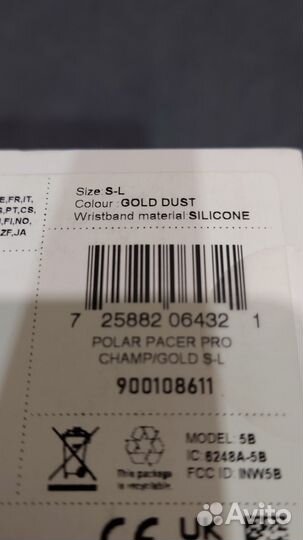 E,FR,IT,
PT,CS,
FI,NO,
ZF,JA
Size: S-L
Colour :GOLD DUST
Wristband material:SILICONE
7 25882 06432 1
POLAR PACER PRO
CHAMP/GOLD S-L
900108611
MODEL: 5B
IC: 6248A-5B
FCC ID: INW5B
This package
is recyclable
CE UK
Avito